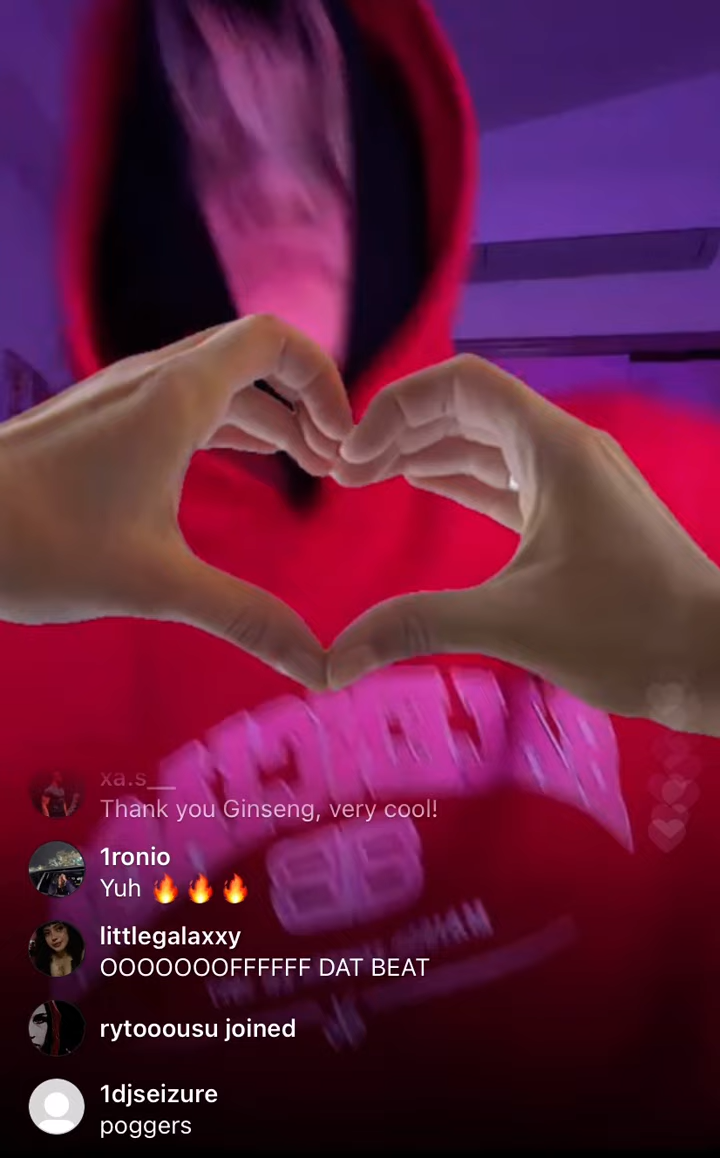 xa.s__
Thank you Ginseng, very cool!
1ronio
Yuh 🔥🔥🔥
littlegalaxxy
OOOOOOOFFFFFF DAT BEAT
rytooousu joined
1djseizure
poggers